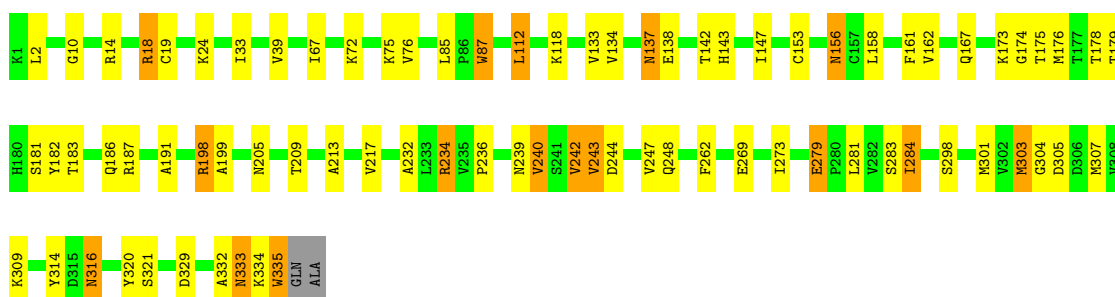 K1 L2 G10 R14 R18 C19 K24 I33 V39 I67 K72 K75 V76 L85 P86 W87 L112 K118 V133 V134 N137 E138 T142 H143 I147 C153 N156 C157 L158 F161 V162 Q167 K173 G174 T175 M176 T177 T178 T179
H180 S181 Y182 T183 Q186 R187 A191 R198 A199 N205 T209 A213 V217 A232 L233 R234 V235 P236 N239 V240 S241 V242 V243 D244 V247 Q248 F262 E269 I273 E279 P280 L281 V282 S283 I284 S298 M301 V302 M303 G304 D305 D306 M307 V308
K309 Y314 D315 N316 Y320 S321 D329 A332 N333 K334 W335 GLN ALA